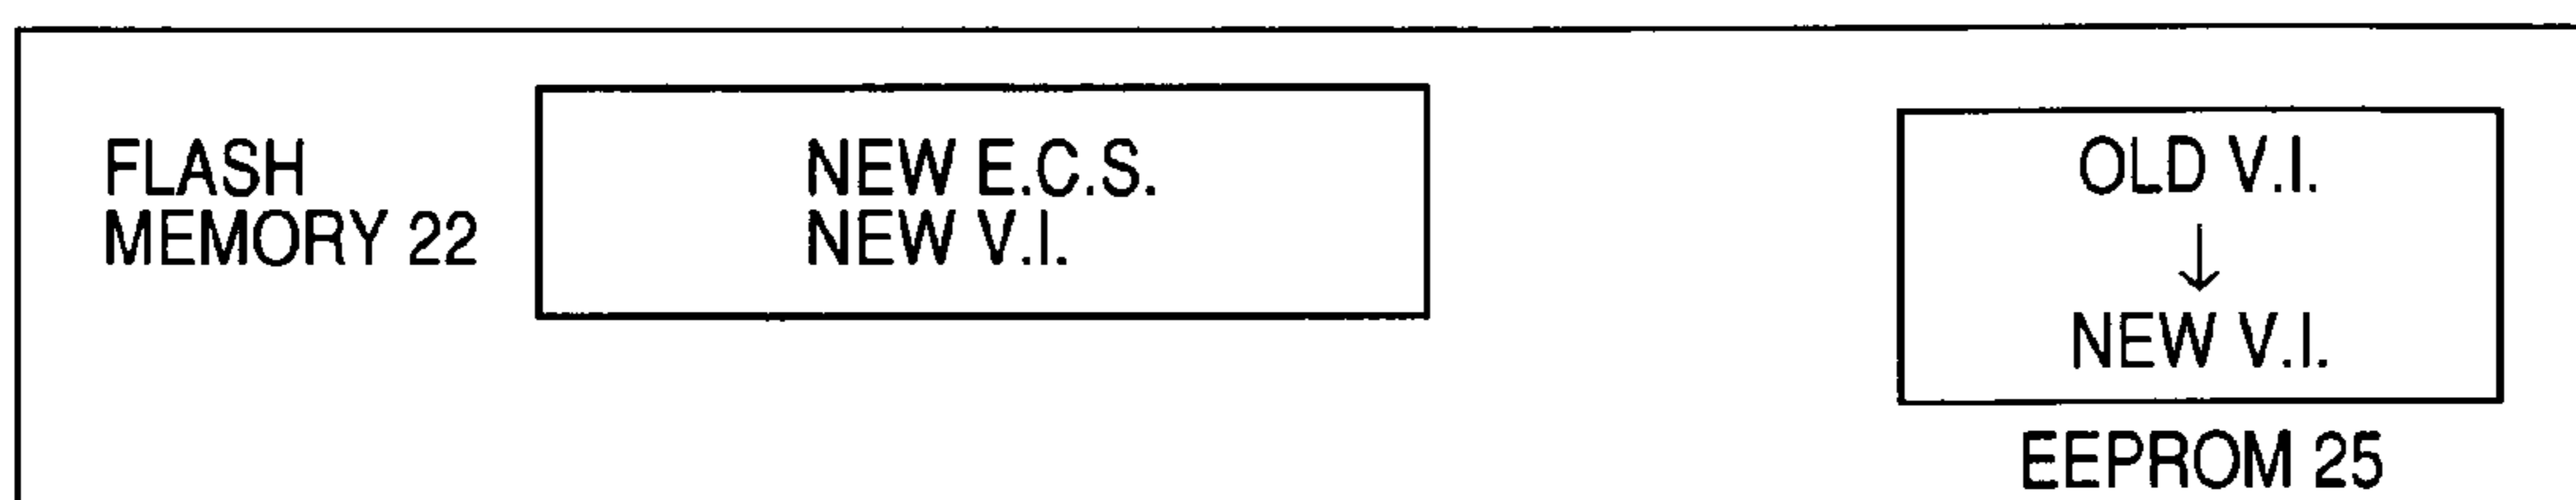 FLASH
MEMORY 22
NEW E.C.S.
NEW V.I.
OLD V.I.
↓
NEW V.I.
EEPROM 25